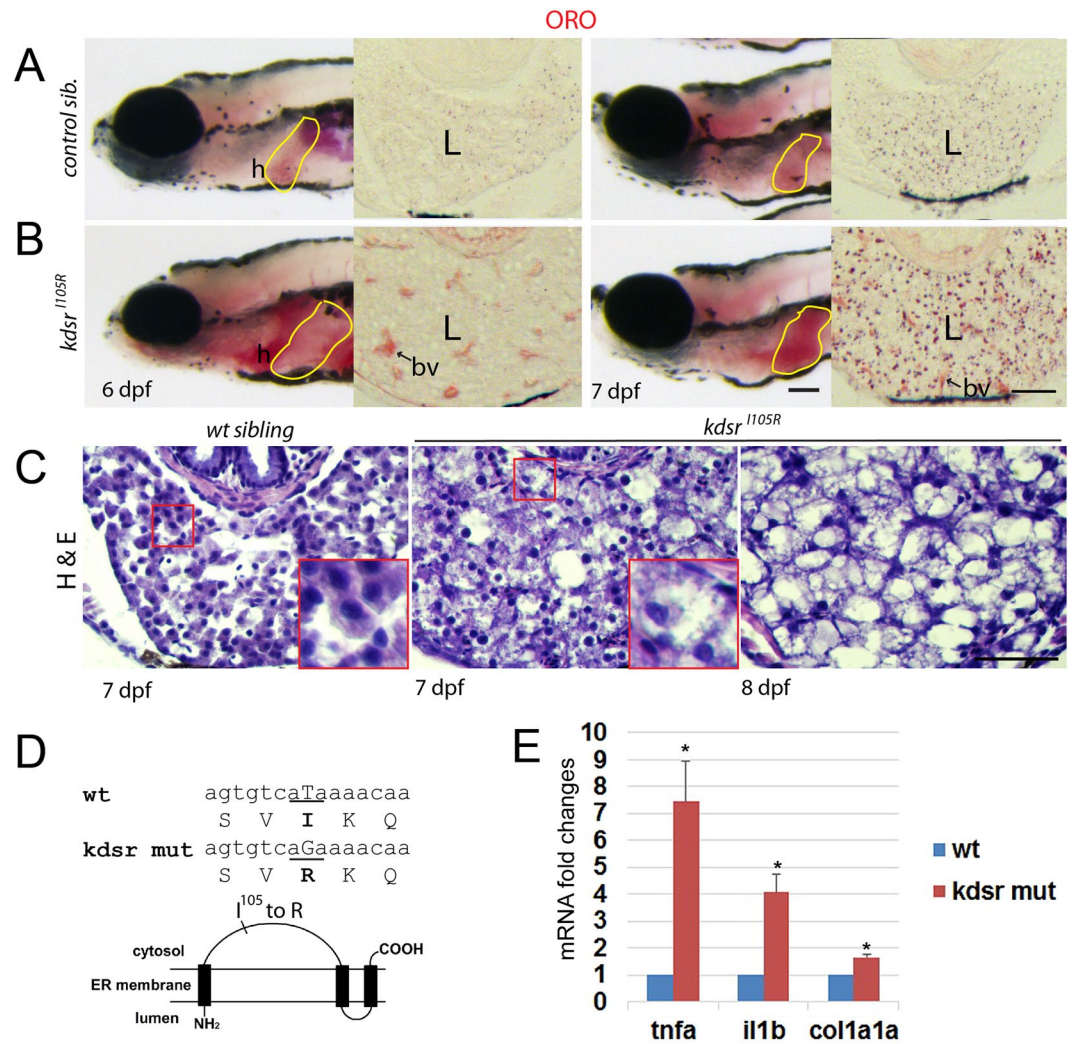 ORO
A
control sib.
h
L
L
B
kdsr I105R
6 dpf
h
L
bv
7 dpf
L
bv
wt sibling
kdsr I105R
C
H & E
7 dpf
7 dpf
8 dpf
D
wt agtgtcaTaaaacaa
S V I K Q
kdsr mut agtgtcaGaaaacaa
S V R K Q
I105 to R
cytosol
COOH
ER membrane
lumen
NH2
E
mRNA fold changes
10
9
8
7
6
5
4
3
2
1
0
*
*
*
tnfa il1b col1a1a
wt
kdsr mut